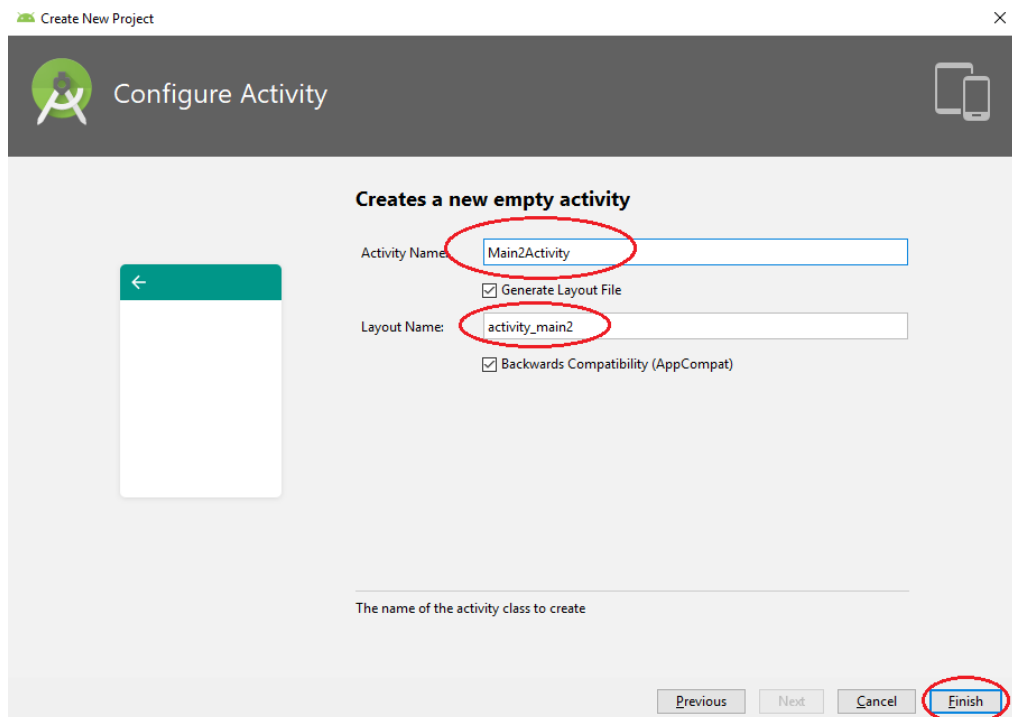 Create New Project
Configure Activity
Creates a new empty activity
Activity Name: Main2Activity
Generate Layout File
Layout Name: activity_main2
Backwards Compatibility (AppCompat)
The name of the activity class to create
Previous Next Cancel Finish